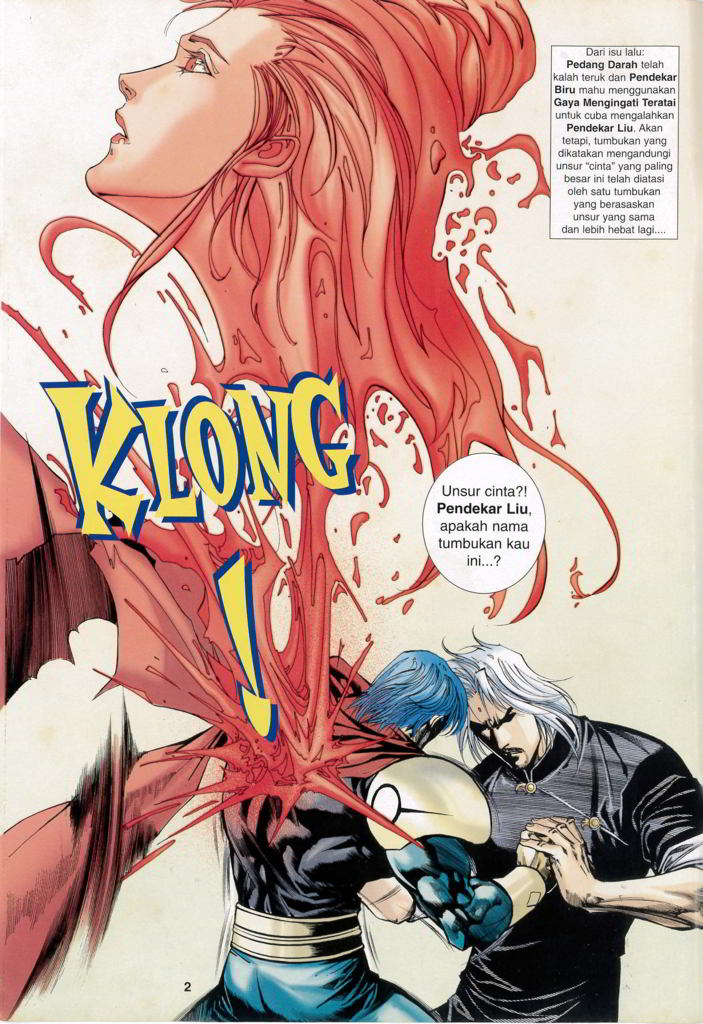 Dari isu lalu:
Pedang Darah telah
kalah teruk dan Pendekar
Biru mahu menggunakan
Gaya Mengingati Teratai
untuk cuba mengalahkan
Pendekar Liu. Akan
tetapi, tumbukan yang
dikatakan mengandungi
unsur “cinta” yang paling
besar ini telah diatasi
oleh satu tumbukan
yang berasaskan
unsur yang sama
dan lebih hebat lagi....
KLONG
!
Unsur cinta?!
Pendekar Liu,
apakah nama
tumbukan kau
ini...?
2